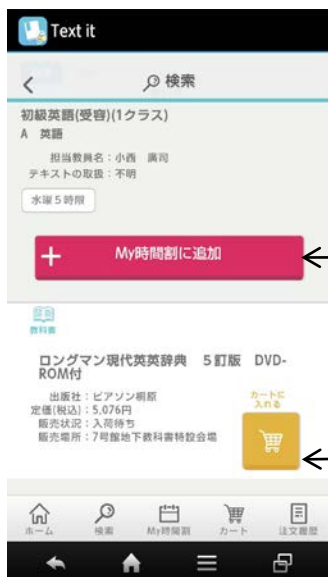 Text it
検索
初級英語(受容)(1クラス)
A 英語
担当教員名：小西 廣司
テキストの取扱：不明
水曜5時限
+ My時間割に追加
教科書
ロングマン現代英英辞典 5訂版 DVD-
ROM付
出版社：ピアソン桐原
定価(税込)：5,076円
販売状況：入荷待ち
販売場所：7号館地下教科書特設会場
カートに
入れる
ホーム 検索 My時間割 カート 注文履歴